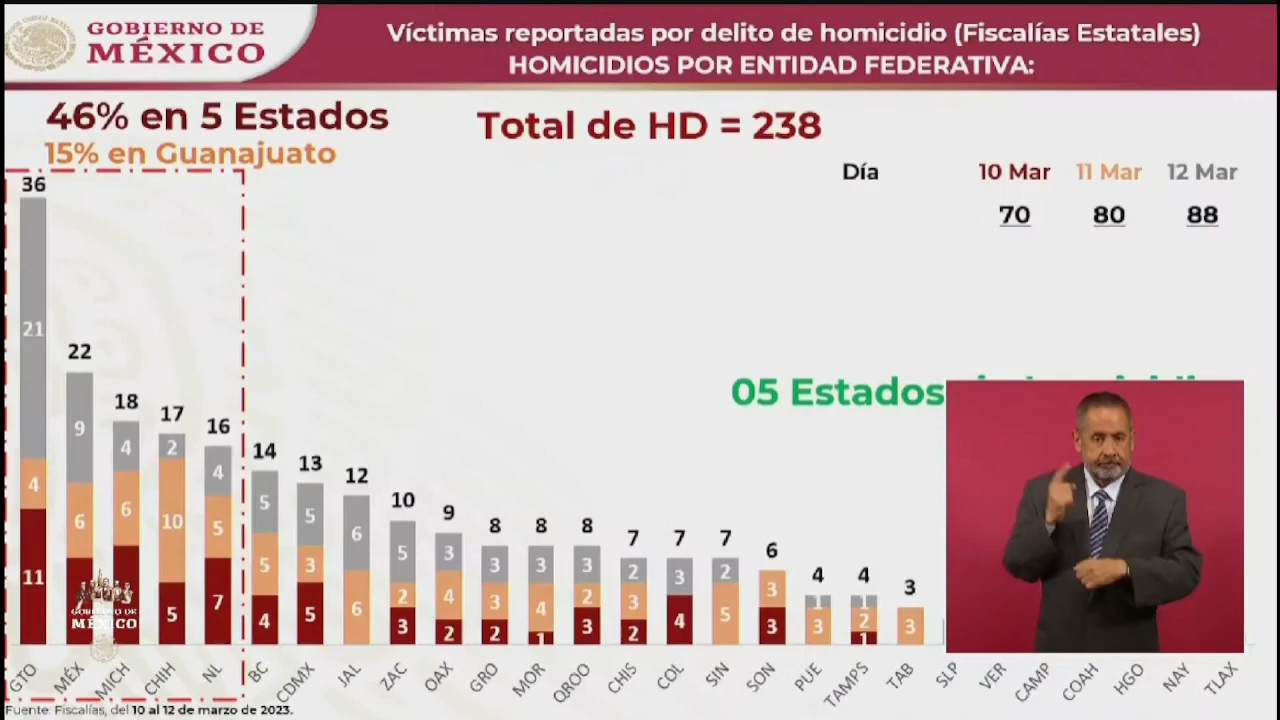 GOBIERNO DE
MÉXICO
Víctimas reportadas por delito de homicidio (Fiscalías Estatales)
HOMICIDIOS POR ENTIDAD FEDERATIVA:
46% en 5 Estados
15% en Guanajuato
Total de HD = 238
Día 10 Mar 11 Mar 12 Mar
70 80 88
05 Estados
36 22 18 17 16 14 13 12 10 9 8 8 8 7 7 7 6 4 4 3
21 9 4 2 4 5 5 6 5 3 3 3 3 2 3 2 3 1 1 3
4 6 6 10 5 5 3 6 2 4 3 4 2 3 5 3 2
11 5 7 4 5 3 2 2 1 3 2 4 3 1
GOBIERNO DE
MÉXICO
GTO MÉX MICH CHIH NL BC CDMX JAL ZAC OAX GRO MOR QROO CHIS COL SIN SON PUE TAMPS TAB SLP VER CAMP COAH HGO NAY TLAX
Fuente: Fiscalías, del 10 al 12 de marzo de 2023.